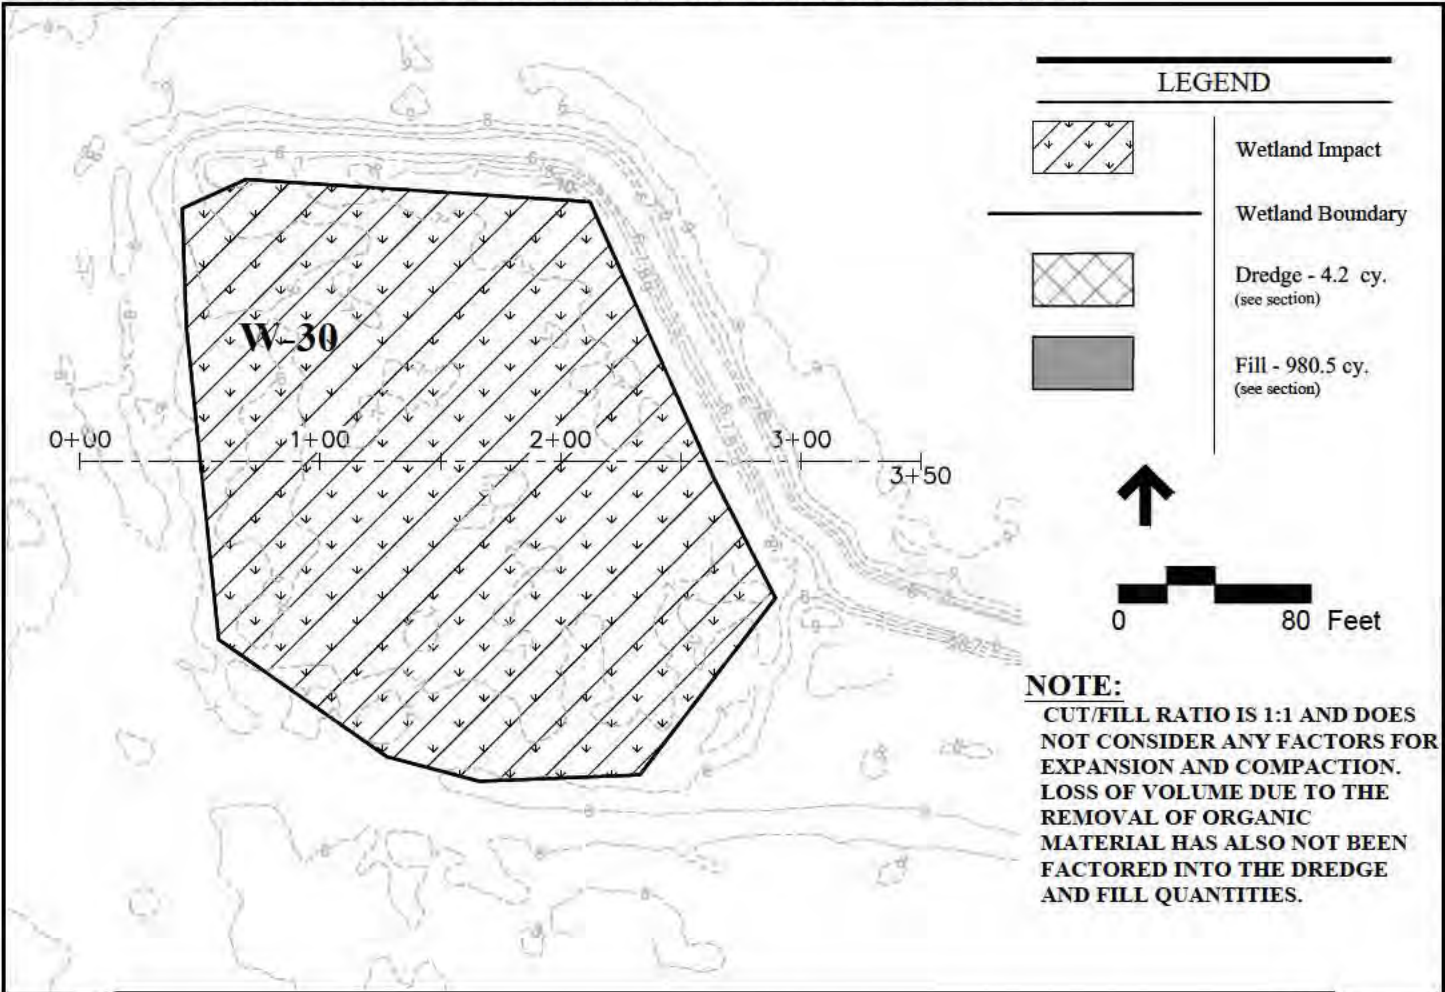 LEGEND
Wetland Impact
Wetland Boundary
Dredge - 4.2 cy.
(see section)
Fill - 980.5 cy.
(see section)
W-30
0+00
1+00
2+00
3+00
3+50
0
80 Feet
NOTE:
CUT/FILL RATIO IS 1:1 AND DOES
NOT CONSIDER ANY FACTORS FOR
EXPANSION AND COMPACTION.
LOSS OF VOLUME DUE TO THE
REMOVAL OF ORGANIC
MATERIAL HAS ALSO NOT BEEN
FACTORED INTO THE DREDGE
AND FILL QUANTITIES.